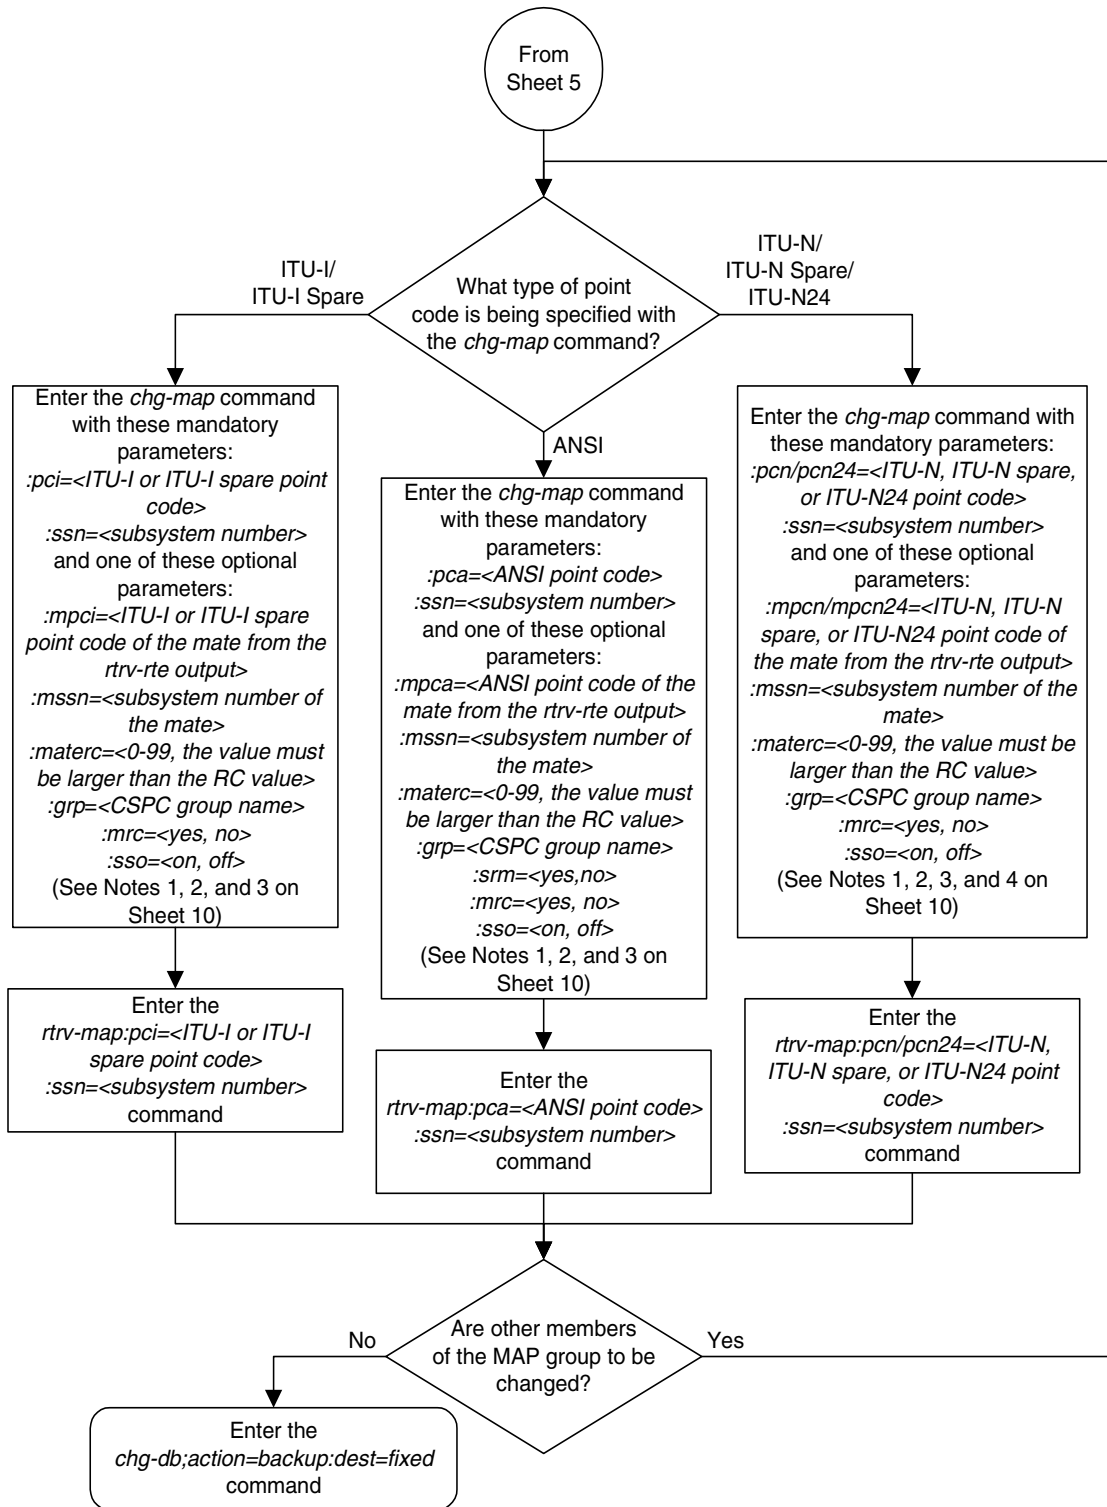 From
Sheet 5
ITU-I/
ITU-I Spare
What type of point
code is being specified with
the chg-map command?
ITU-N/
ITU-N Spare/
ITU-N24
ANSI
Enter the chg-map command
with these mandatory
parameters:
:pci=<ITU-I or ITU-I spare point
code>
:ssn=<subsystem number>
and one of these optional
parameters:
:mpci=<ITU-I or ITU-I spare
point code of the mate from the
rtrv-rte output>
:mssn=<subsystem number of
the mate>
:materc=<0-99, the value must
be larger than the RC value>
:grp=<CSPC group name>
:mrc=<yes, no>
:sso=<on, off>
(See Notes 1, 2, and 3 on
Sheet 10)
Enter the chg-map command
with these mandatory
parameters:
:pca=<ANSI point code>
:ssn=<subsystem number>
and one of these optional
parameters:
:mpca=<ANSI point code of the
mate from the rtrv-rte output>
:mssn=<subsystem number of
the mate>
:materc=<0-99, the value must
be larger than the RC value>
:grp=<CSPC group name>
:srm=<yes,no>
:mrc=<yes, no>
:sso=<on, off>
(See Notes 1, 2, and 3 on
Sheet 10)
Enter the chg-map command with
these mandatory parameters:
:pcn/pcn24=<ITU-N, ITU-N spare,
or ITU-N24 point code>
:ssn=<subsystem number>
and one of these optional
parameters:
:mpcn/mpcn24=<ITU-N, ITU-N
spare, or ITU-N24 point code of
the mate from the rtrv-rte output>
:mssn=<subsystem number of the
mate>
:materc=<0-99, the value must be
larger than the RC value>
:grp=<CSPC group name>
:mrc=<yes, no>
:sso=<on, off>
(See Notes 1, 2, 3, and 4 on
Sheet 10)
Enter the
rtrv-map:pci=<ITU-I or ITU-I
spare point code>
:ssn=<subsystem number>
command
Enter the
rtrv-map:pca=<ANSI point code>
:ssn=<subsystem number>
command
Enter the
rtrv-map:pcn/pcn24=<ITU-N,
ITU-N spare, or ITU-N24 point
code>
:ssn=<subsystem number>
command
No
Are other members
of the MAP group to be
changed?
Yes
Enter the
chg-db;action=backup:dest=fixed
command